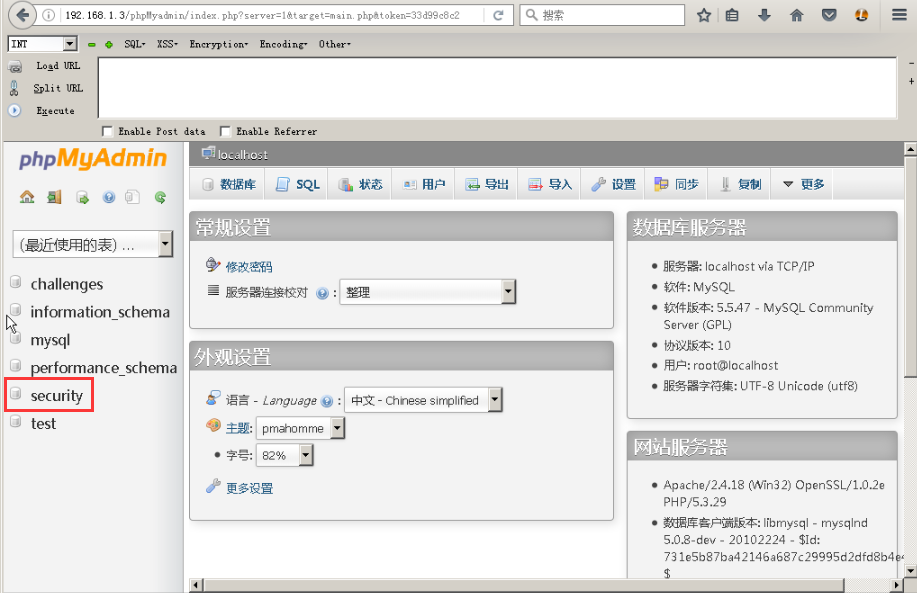 192.168.1.3/phpMyadmin/index.php?server=1&target=main.php&token=33d99c8c2
搜索
INT
SQL
XSS
Encryption
Encoding
Other
Load URL
Split URL
Execute
Enable Post data
Enable Referrer
phpMyAdmin
(最近使用的表) ...
challenges
information_schema
mysql
performance_schema
security
test
localhost
数据库
SQL
状态
用户
导出
导入
设置
同步
复制
更多
常规设置
修改密码
服务器连接校对 : 整理
外观设置
语言 - Language : 中文 - Chinese simplified
主题: pmahomme
字号: 82%
更多设置
数据库服务器
服务器: localhost via TCP/IP
软件: MySQL
软件版本: 5.5.47 - MySQL Community
Server (GPL)
协议版本: 10
用户: root@localhost
服务器字符集: UTF-8 Unicode (utf8)
网站服务器
Apache/2.4.18 (Win32) OpenSSL/1.0.2e
PHP/5.3.29
数据库客户端版本: libmysql - mysqlnd
5.0.8-dev - 20102224 - $Id:
731e5b87ba42146a687c29995d2dfd8b4e4
$